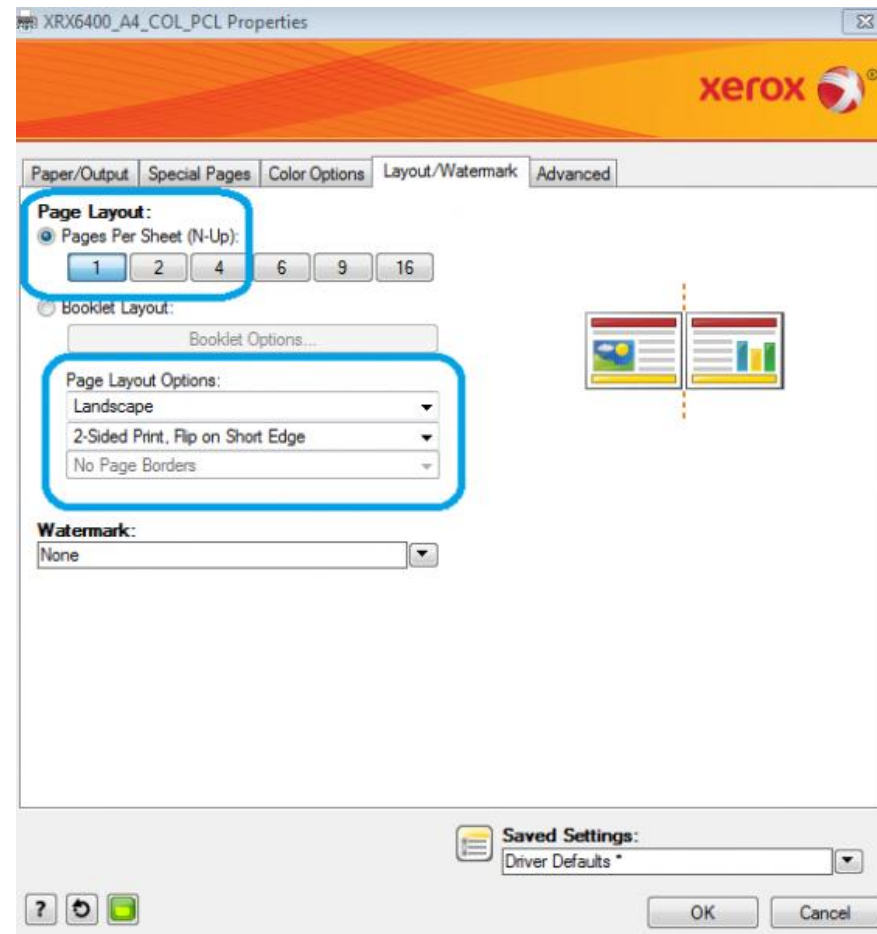 XRX6400_A4_COL_PCL Properties
xerox ®
Paper/Output Special Pages Color Options Layout/Watermark Advanced
Page Layout:
Pages Per Sheet (N-Up):
1 2 4 6 9 16
Booklet Layout:
Booklet Options...
Page Layout Options:
Landscape
2-Sided Print, Flip on Short Edge
No Page Borders
Watermark:
None
Saved Settings:
Driver Defaults *
? OK Cancel